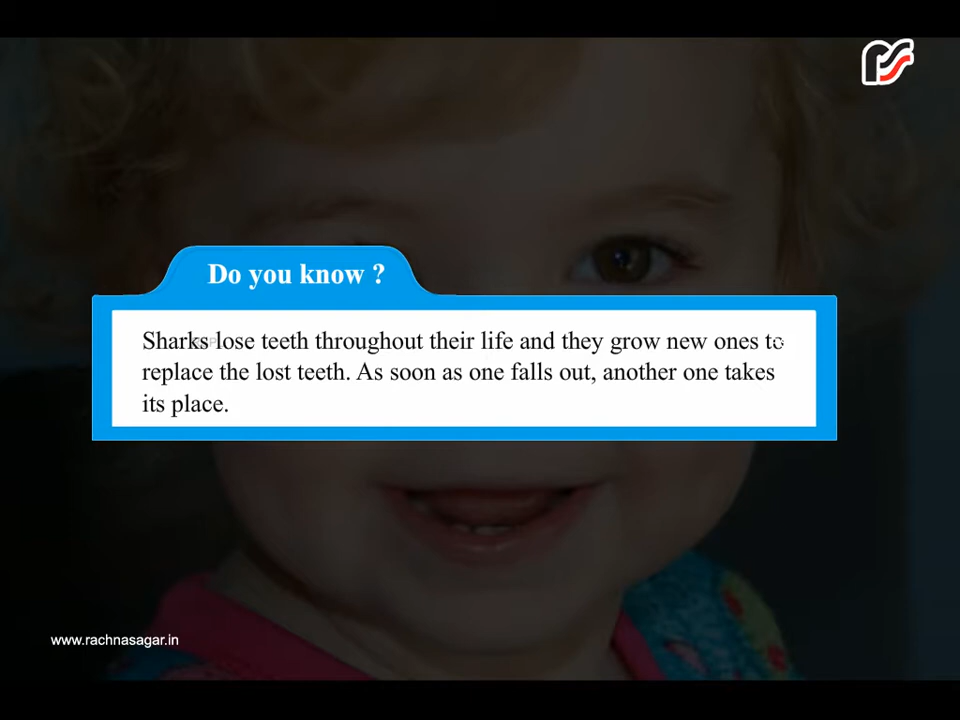 Do you know ?
Sharks lose teeth throughout their life and they grow new ones to
replace the lost teeth. As soon as one falls out, another one takes
its place.
www.rachnasagar.in